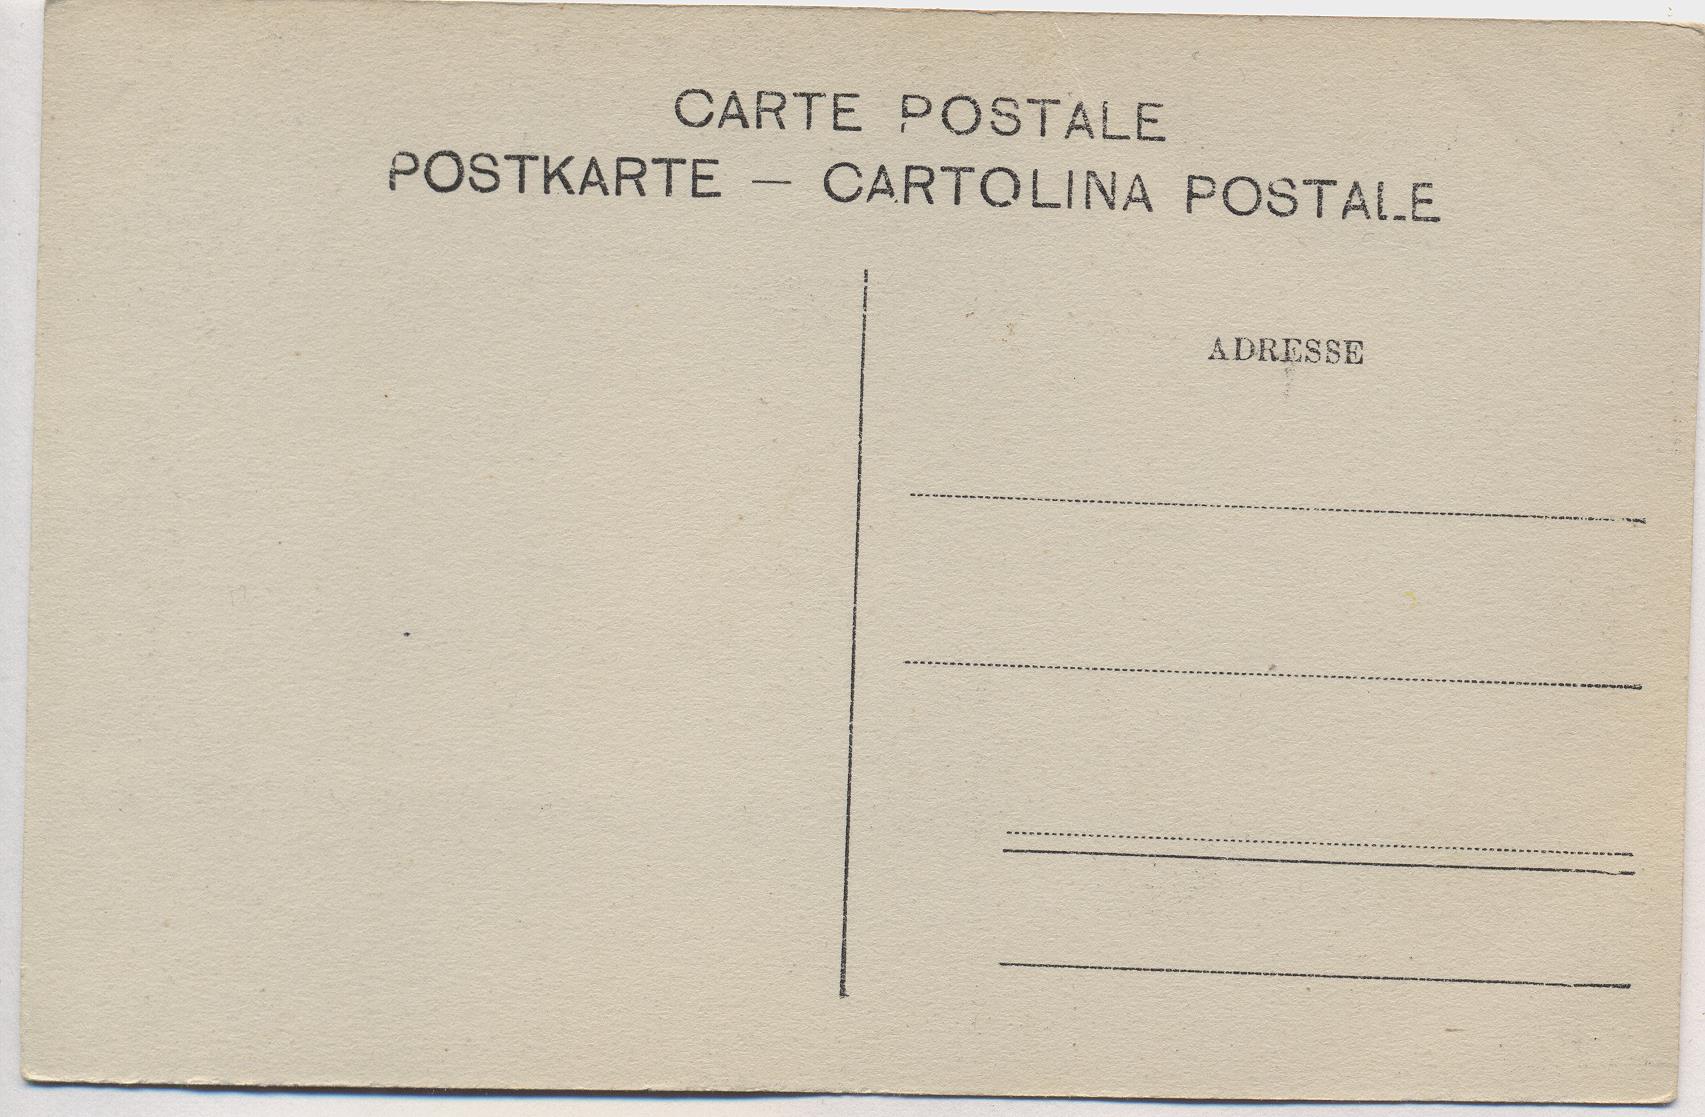 CARTE POSTALE
POSTKARTE — CARTOLINA POSTALE
ADRESSE